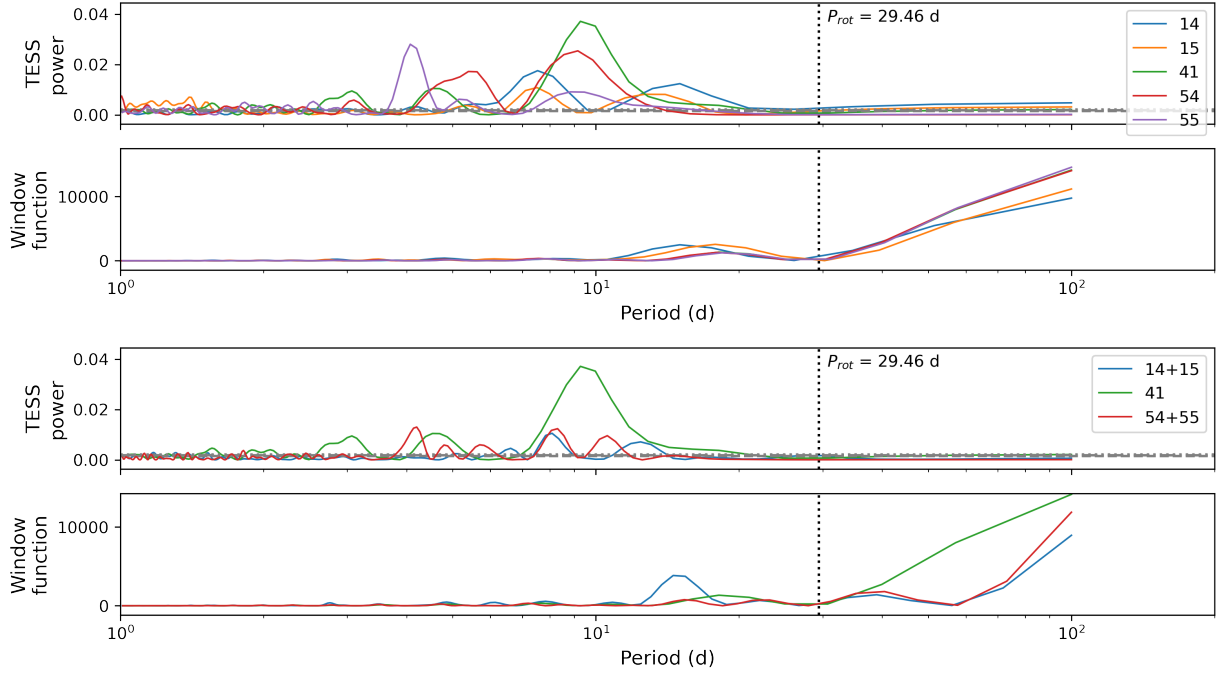 TESS
power
0.04
0.02
0.00
P_rot = 29.46 d
14
15
41
54
55
Window
function
10000
0
10^0
10^1
10^2
Period (d)
TESS
power
0.04
0.02
0.00
P_rot = 29.46 d
14+15
41
54+55
Window
function
10000
0
10^0
10^1
10^2
Period (d)